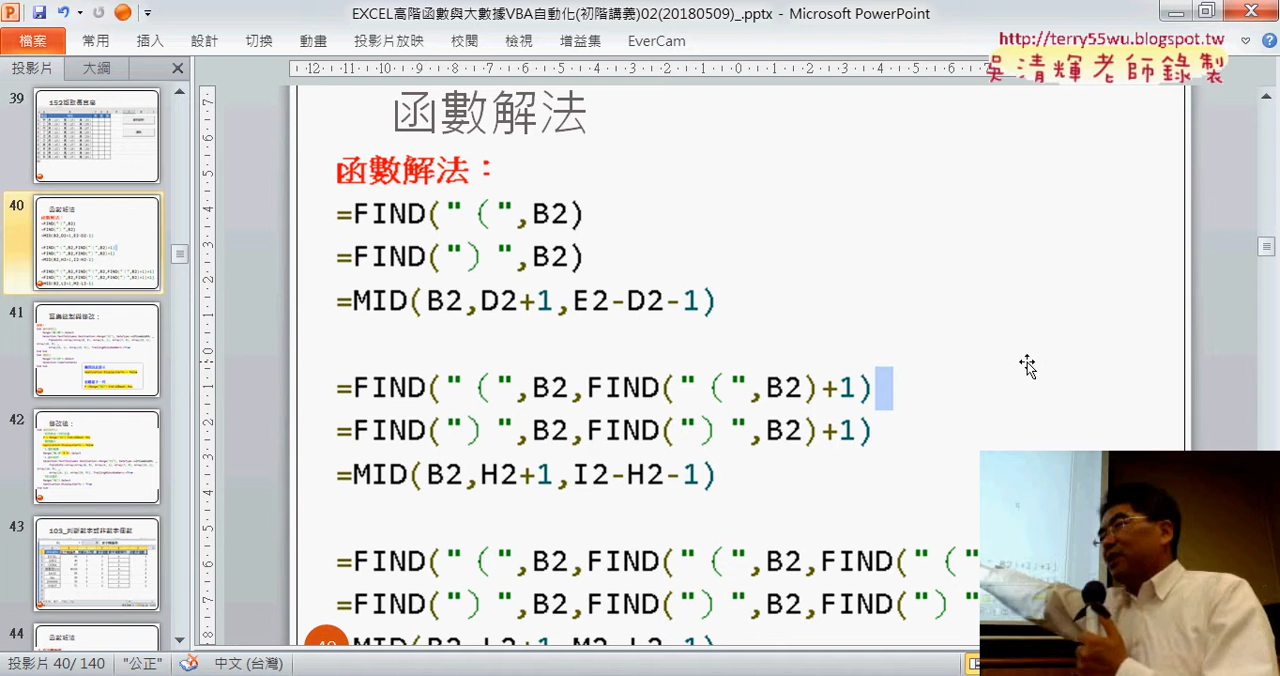 EXCEL高階函數與大數據VBA自動化(初階講義)02(20180509)_.pptx - Microsoft PowerPoint
檔案 常用 插入 設計 切換 動畫 投影片放映 校閱 檢視 增益集 EverCam
http://terry55wu.blogspot.tw
吳清輝老師錄製
投影片 大綱
39
40
41
42
43
44
函數解法
函數解法：
=FIND("（",B2)
=FIND("）",B2)
=MID(B2,D2+1,E2-D2-1)
=FIND("（",B2,FIND("（",B2)+1)
=FIND("）",B2,FIND("）",B2)+1)
=MID(B2,H2+1,I2-H2-1)
=FIND("（",B2,FIND("（",B2,FIND("（"
=FIND("）",B2,FIND("）",B2,FIND("）"
投影片 40/ 140 "公正" 中文 (台灣)